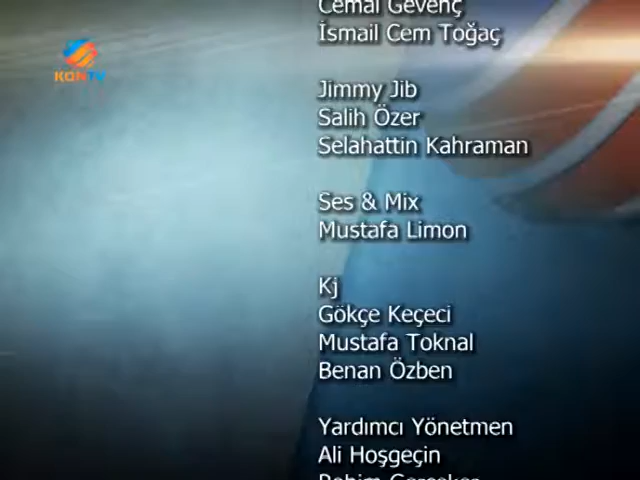 Cemal Gevenç
İsmail Cem Toğaç
KONTV
Jimmy Jib
Salih Özer
Selahattin Kahraman
Ses & Mix
Mustafa Limon
Kj
Gökçe Keçeci
Mustafa Toknal
Benan Özben
Yardımcı Yönetmen
Ali Hoşgeçin